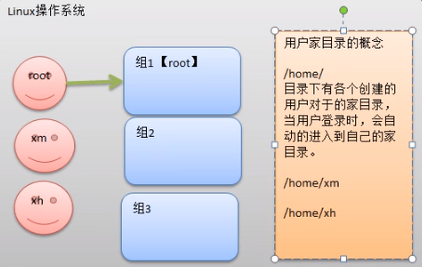 Linux操作系统
root
组1【root】
xm
组2
xh
组3
用户家目录的概念
/home/
目录下有各个创建的
用户对于的家目录，
当用户登录时，会自
动的进入到自己的家
目录。
/home/xm
/home/xh